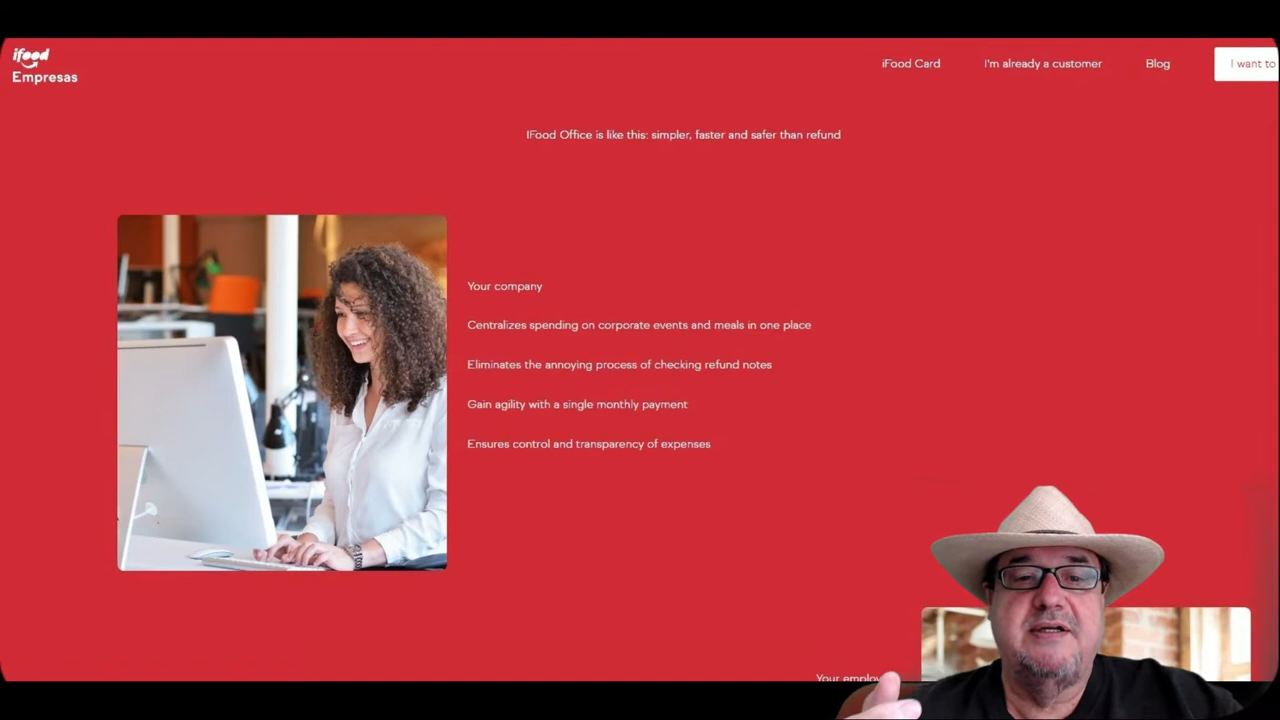 ifood
Empresas
iFood Card
I'm already a customer
Blog
I want to
IFood Office is like this: simpler, faster and safer than refund
Your company
Centralizes spending on corporate events and meals in one place
Eliminates the annoying process of checking refund notes
Gain agility with a single monthly payment
Ensures control and transparency of expenses
Your